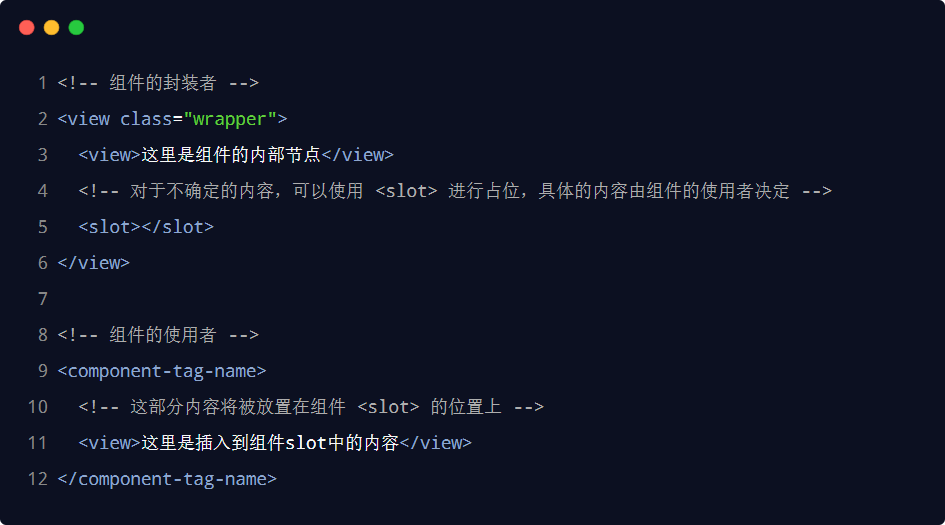 1 <!-- 组件的封装者 -->
2 <view class="wrapper">
3   <view>这里是组件的内部节点</view>
4   <!-- 对于不确定的内容，可以使用 <slot> 进行占位，具体的内容由组件的使用者决定 -->
5   <slot></slot>
6 </view>
7
8 <!-- 组件的使用者 -->
9 <component-tag-name>
10   <!-- 这部分内容将被放置在组件 <slot> 的位置上 -->
11   <view>这里是插入到组件slot中的内容</view>
12 </component-tag-name>